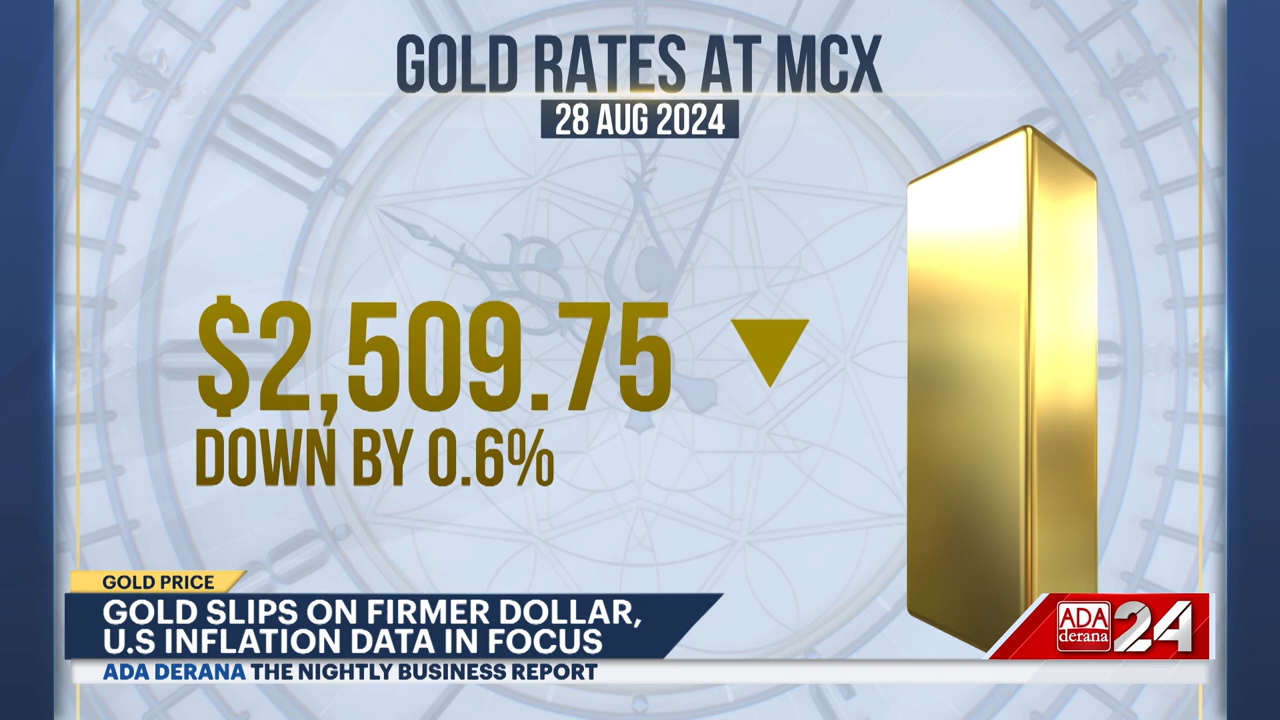 GOLD RATES AT MCX
28 AUG 2024
$2,509.75
DOWN BY 0.6%
GOLD PRICE
GOLD SLIPS ON FIRMER DOLLAR,
U.S INFLATION DATA IN FOCUS
ADA DERANA THE NIGHTLY BUSINESS REPORT
ADA
derana
24